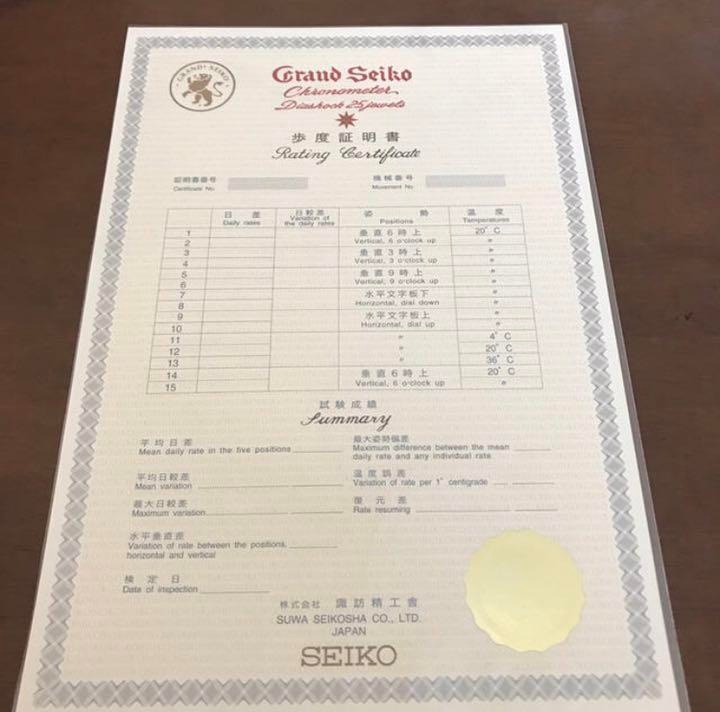 GRAND SEIKO
Grand Seiko
Chronometer
Diashock 25 jewels
歩度証明書
Rating Certificate
証明書番号
Certificate No.
機械番号
Movement No.
日差 日較差 姿勢 温度
Daily rates Variation of the daily rates Positions Temperatures
1 垂直6時上 20°C
2 Vertical, 6 o'clock up 〃
3 垂直3時上 〃
4 Vertical, 3 o'clock up 〃
5 垂直9時上 〃
6 Vertical, 9 o'clock up 〃
7 水平文字板下 〃
8 Horizontal, dial down 〃
9 水平文字板上 〃
10 Horizontal, dial up 〃
11 〃 4°C
12 〃 20°C
13 〃 36°C
14 垂直6時上 20°C
15 Vertical, 6 o'clock up 〃
試験成績
Summary
平均日差
Mean daily rate in the five positions
最大姿勢偏差
Maximum difference between the mean
daily rate and any individual rate
平均日較差
Mean variation
温度誤差
Variation of rate per 1° centigrade
最大日較差
Maximum variation
復元差
Rate resuming
水平垂直差
Variation of rate between the positions,
horizontal and vertical
検定日
Date of inspection
株式会社 諏訪精工舎
SUWA SEIKOSHA CO., LTD.
JAPAN
SEIKO